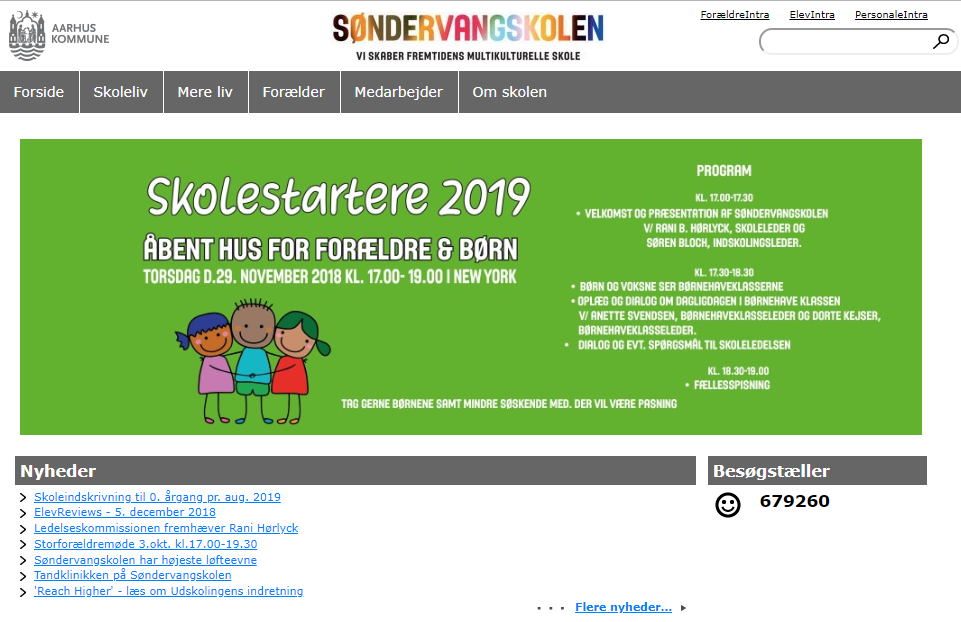 AARHUS
KOMMUNE
SØNDERVANGSKOLEN
VI SKABER FREMTIDENS MULTIKULTURELLE SKOLE
ForældreIntra ElevIntra PersonaleIntra
Forside Skoleliv Mere liv Forælder Medarbejder Om skolen
Skolestartere 2019
ÅBENT HUS FOR FORÆLDRE & BØRN
TORSDAG D.29. NOVEMBER 2018 KL. 17.00- 19.00 I NEW YORK
PROGRAM
KL. 17.00-17.30
• VELKOMST OG PRÆSENTATION AF SØNDERVANGSKOLEN
V/ RANI B. HØRLYCK, SKOLELEDER OG
SØREN BLOCH, INDSKOLINGSLEDER.
KL. 17.30-18.30
• BØRN OG VOKSNE SER BØRNEHAVEKLASSERNE
• OPLÆG OG DIALOG OM DAGLIGDAGEN I BØRNEHAVE KLASSEN
V/ ANETTE SVENDSEN, BØRNEHAVEKLASSELEDER OG DORTE KEJSER,
BØRNEHAVEKLASSELEDER.
• DIALOG OG EVT. SPØRGSMÅL TIL SKOLELEDELSEN
KL. 18.30-19.00
• FÆLLESSPISNING
TAG GERNE BØRNENE SAMT MINDRE SØSKENDE MED. DER VIL VÆRE PASNING
Nyheder
Skoleindskrivning til 0. årgang pr. aug. 2019
ElevReviews - 5. december 2018
Ledelseskommissionen fremhæver Rani Hørlyck
Storforældremøde 3.okt. kl.17.00-19.30
Søndervangskolen har højeste løfteevne
Tandklinikken på Søndervangskolen
'Reach Higher' - læs om Udskolingens indretning
Flere nyheder...
Besøgstæller
679260